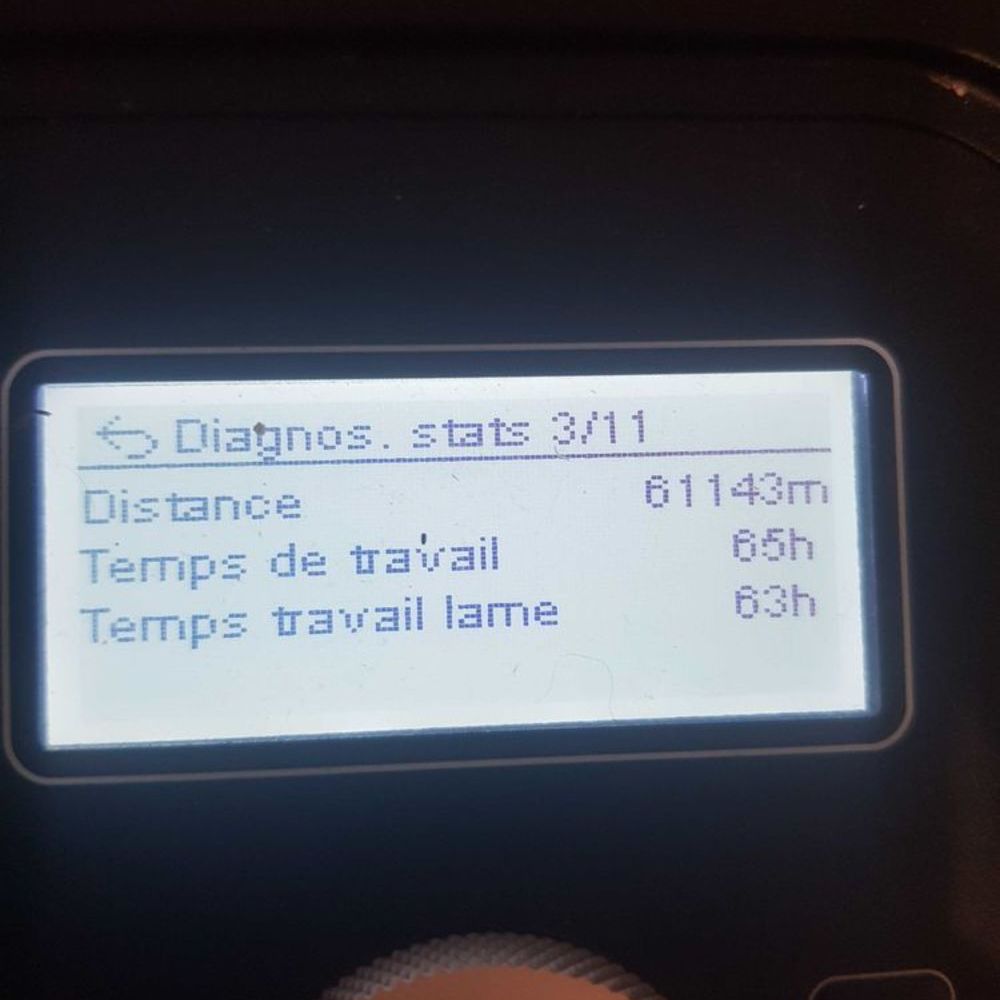 Diagnos. stats 3/11
Distance 61143m
Temps de travail 65h
Temps travail lame 63h